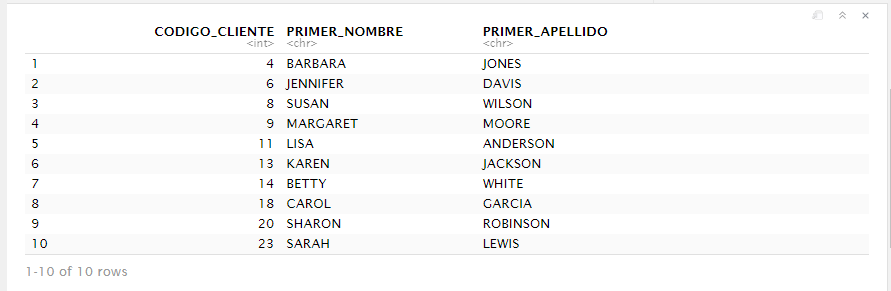 CODIGO_CLIENTE PRIMER_NOMBRE PRIMER_APELLIDO
<int> <chr> <chr>
1 4 BARBARA JONES
2 6 JENNIFER DAVIS
3 8 SUSAN WILSON
4 9 MARGARET MOORE
5 11 LISA ANDERSON
6 13 KAREN JACKSON
7 14 BETTY WHITE
8 18 CAROL GARCIA
9 20 SHARON ROBINSON
10 23 SARAH LEWIS
1-10 of 10 rows